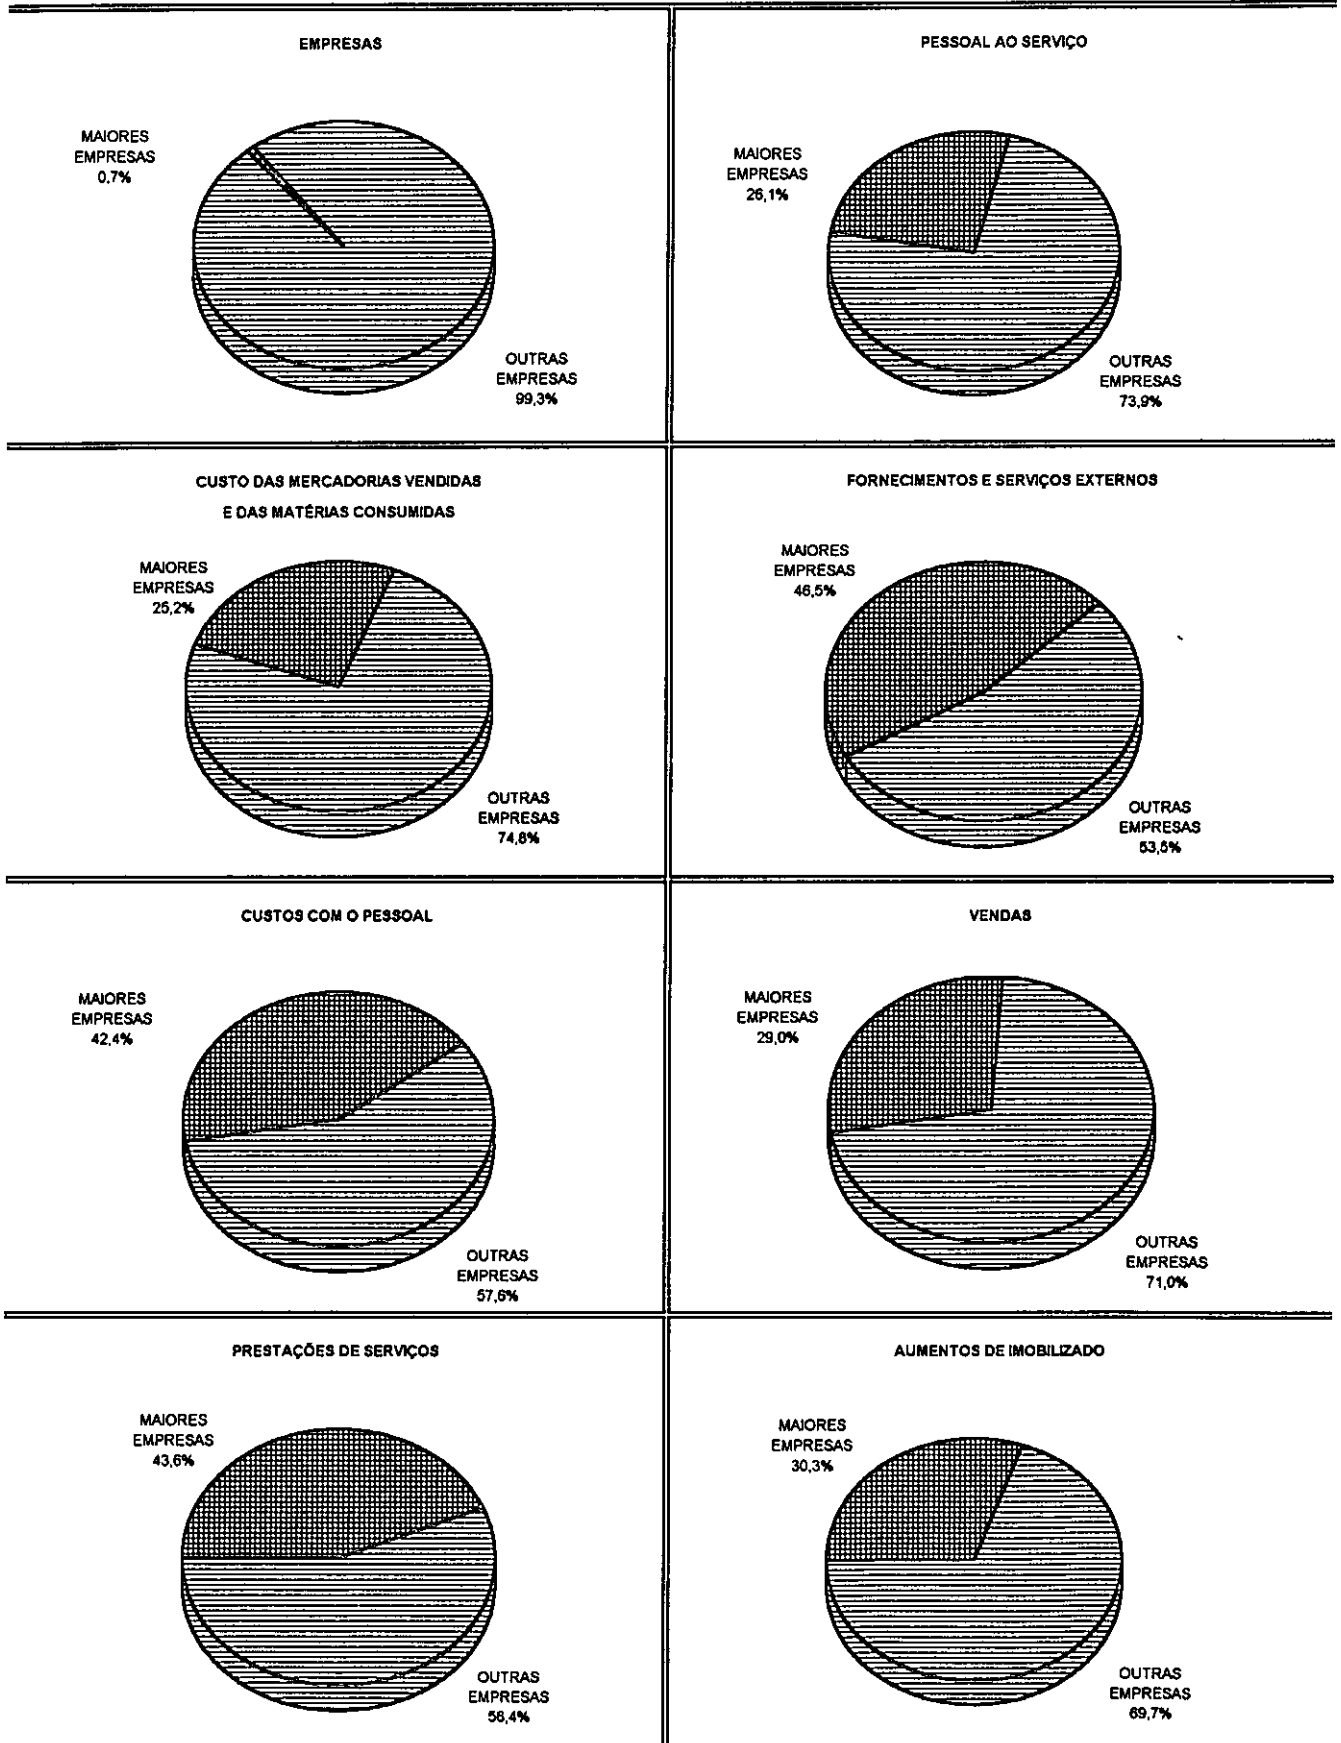 EMPRESAS
MAIORES
EMPRESAS
0,7%
OUTRAS
EMPRESAS
99,3%
PESSOAL AO SERVIÇO
MAIORES
EMPRESAS
26,1%
OUTRAS
EMPRESAS
73,9%
CUSTO DAS MERCADORIAS VENDIDAS
E DAS MATÉRIAS CONSUMIDAS
MAIORES
EMPRESAS
25,2%
OUTRAS
EMPRESAS
74,8%
FORNECIMENTOS E SERVIÇOS EXTERNOS
MAIORES
EMPRESAS
46,5%
OUTRAS
EMPRESAS
53,5%
CUSTOS COM O PESSOAL
MAIORES
EMPRESAS
42,4%
OUTRAS
EMPRESAS
57,6%
VENDAS
MAIORES
EMPRESAS
29,0%
OUTRAS
EMPRESAS
71,0%
PRESTAÇÕES DE SERVIÇOS
MAIORES
EMPRESAS
43,6%
OUTRAS
EMPRESAS
56,4%
AUMENTOS DE IMOBILIZADO
MAIORES
EMPRESAS
30,3%
OUTRAS
EMPRESAS
69,7%